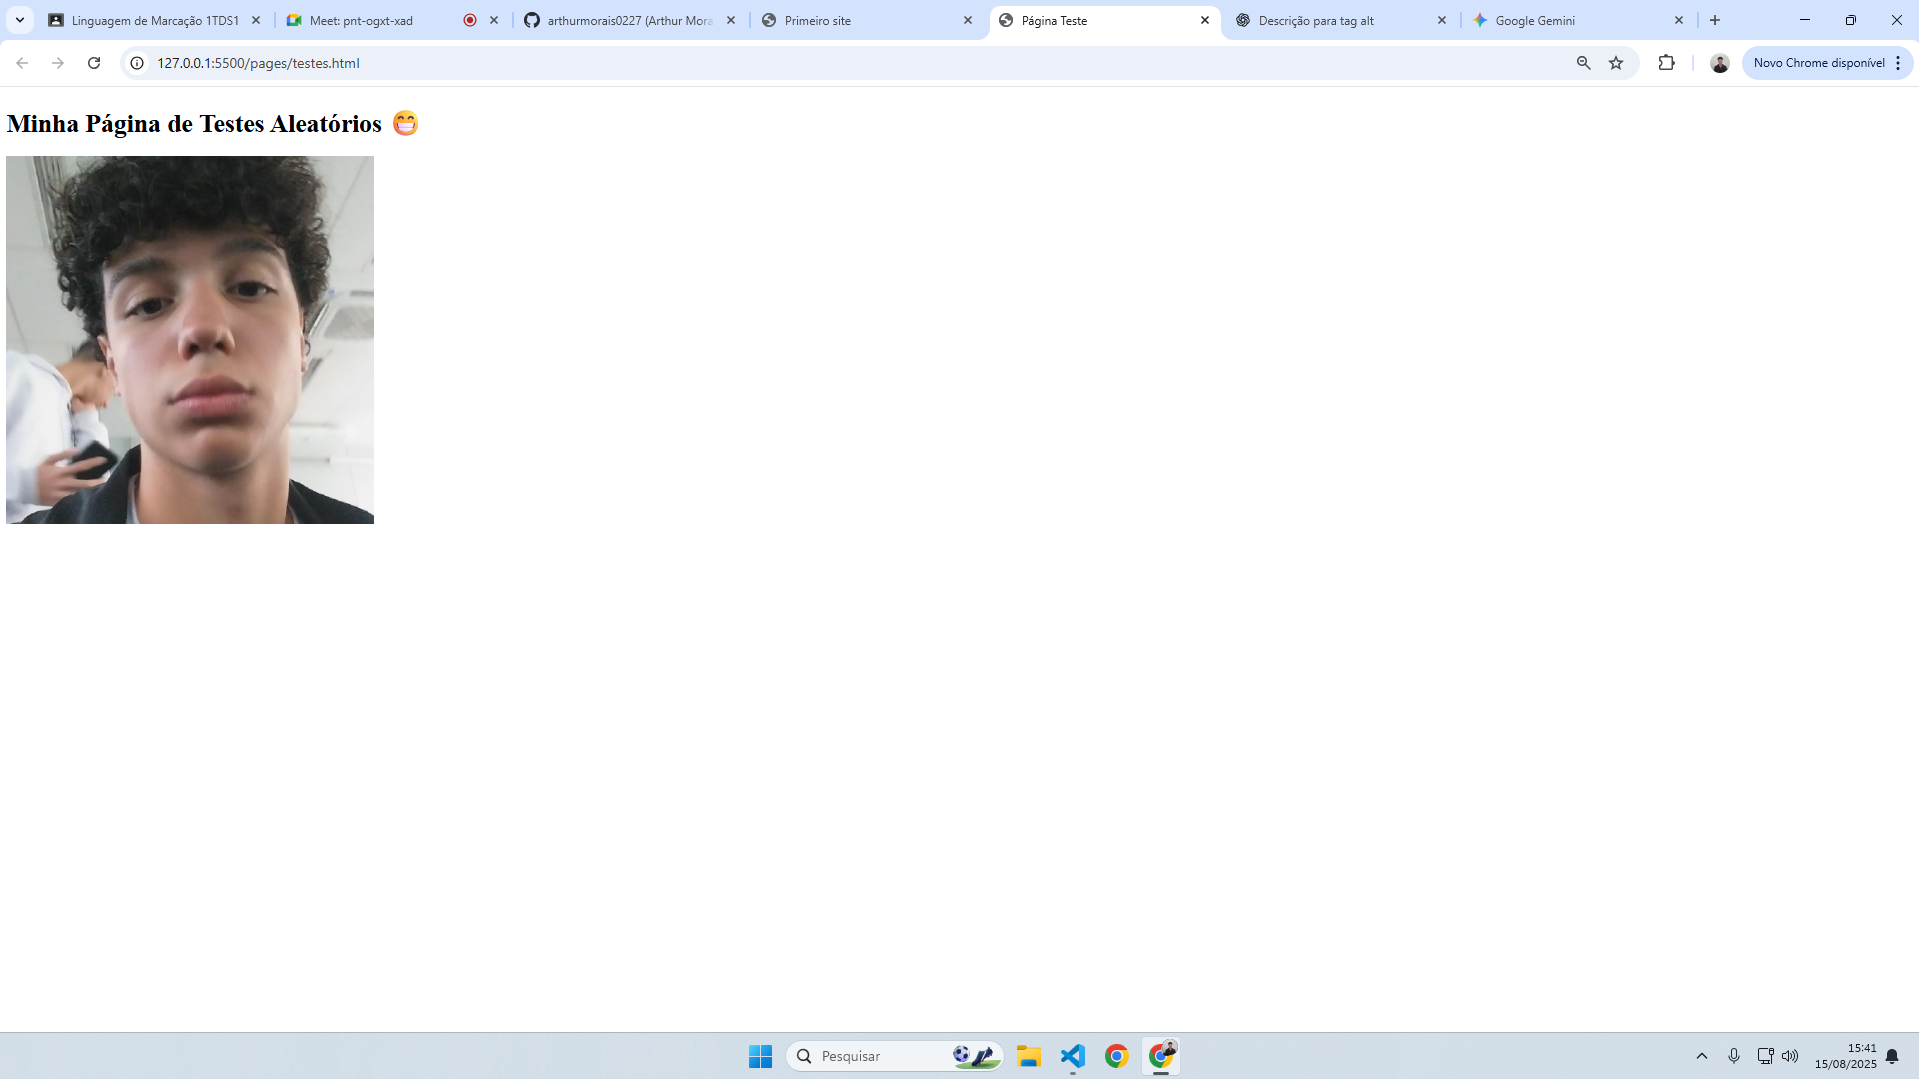 Linguagem de Marcação 1TDS1
Meet: pnt-ogxt-xad
arthurmorais0227 (Arthur Mora
Primeiro site
Página Teste
Descrição para tag alt
Google Gemini
127.0.0.1:5500/pages/testes.html
Novo Chrome disponível
Minha Página de Testes Aleatórios 😁
Pesquisar
15:41
15/08/2025